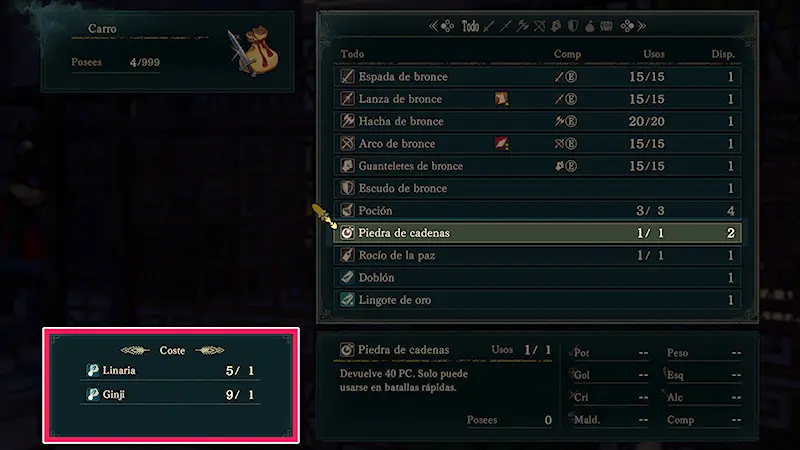 Carro
Posees 4/999
Todo
Todo Comp Usos Disp.
Espada de bronce E 15/15 1
Lanza de bronce E 15/15 1
Hacha de bronce E 20/20 1
Arco de bronce E 15/15 1
Guanteletes de bronce E 15/15 1
Escudo de bronce 1
Poción 3/ 3 4
Piedra de cadenas 1/ 1 2
Rocío de la paz 1/ 1 1
Doblón 1
Lingote de oro 1
Coste
Linaria 5/ 1
Ginji 9/ 1
Piedra de cadenas Usos 1/ 1
Devuelve 40 PC. Solo puede
usarse en batallas rápidas.
Posees 0
Pot -- Peso --
Gol -- Esq --
Cri -- Alc --
Mald. -- Comp --